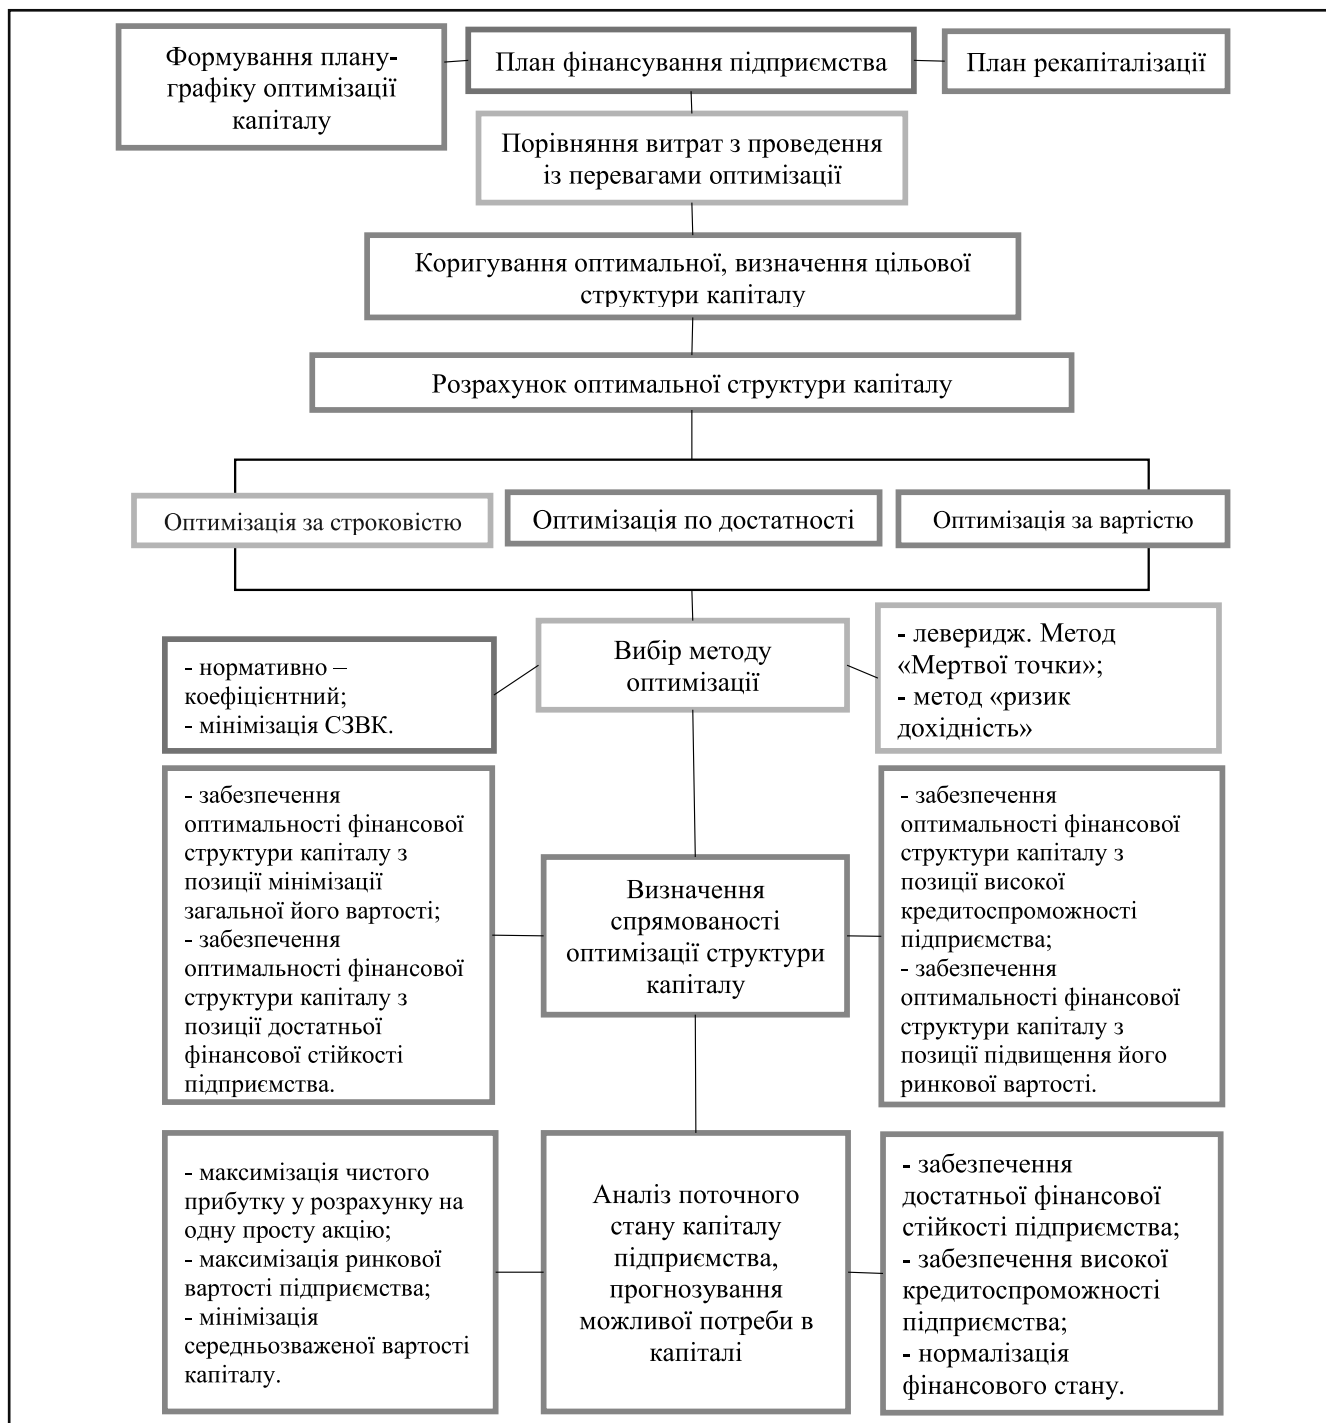 Формування плану-
графіку оптимізації
капіталу
План фінансування підприємства
План рекапіталізації
Порівняння витрат з проведення
із перевагами оптимізації
Коригування оптимальної, визначення цільової
структури капіталу
Розрахунок оптимальної структури капіталу
Оптимізація за строковістю
Оптимізація по достатності
Оптимізація за вартістю
- нормативно –
коефіцієнтний;
- мінімізація СЗВК.
Вибір методу
оптимізації
- леверидж. Метод
«Мертвої точки»;
- метод «ризик
дохідність»
- забезпечення
оптимальності фінансової
структури капіталу з
позиції мінімізації
загальної його вартості;
- забезпечення
оптимальності фінансової
структури капіталу з
позиції достатньої
фінансової стійкості
підприємства.
Визначення
спрямованості
оптимізації структури
капіталу
- забезпечення
оптимальності фінансової
структури капіталу з
позиції високої
кредитоспроможності
підприємства;
- забезпечення
оптимальності фінансової
структури капіталу з
позиції підвищення його
ринкової вартості.
- максимізація чистого
прибутку у розрахунку на
одну просту акцію;
- максимізація ринкової
вартості підприємства;
- мінімізація
середньозваженої вартості
капіталу.
Аналіз поточного
стану капіталу
підприємства,
прогнозування
можливої потреби в
капіталі
- забезпечення
достатньої фінансової
стійкості підприємства;
- забезпечення високої
кредитоспроможності
підприємства;
- нормалізація
фінансового стану.